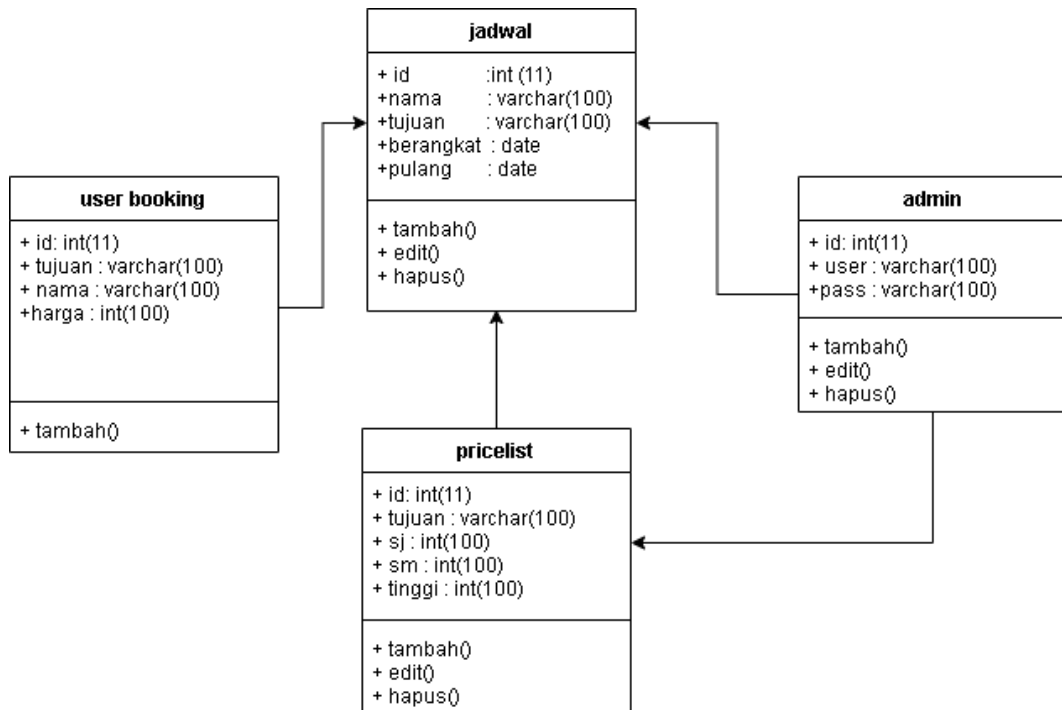 jadwal
+ id :int (11)
+nama : varchar(100)
+tujuan : varchar(100)
+berangkat : date
+pulang : date
+ tambah()
+ edit()
+ hapus()
user booking
+ id: int(11)
+ tujuan : varchar(100)
+ nama : varchar(100)
+harga : int(100)
+ tambah()
admin
+ id: int(11)
+ user : varchar(100)
+pass : varchar(100)
+ tambah()
+ edit()
+ hapus()
pricelist
+ id: int(11)
+ tujuan : varchar(100)
+ sj : int(100)
+ sm : int(100)
+ tinggi : int(100)
+ tambah()
+ edit()
+ hapus()